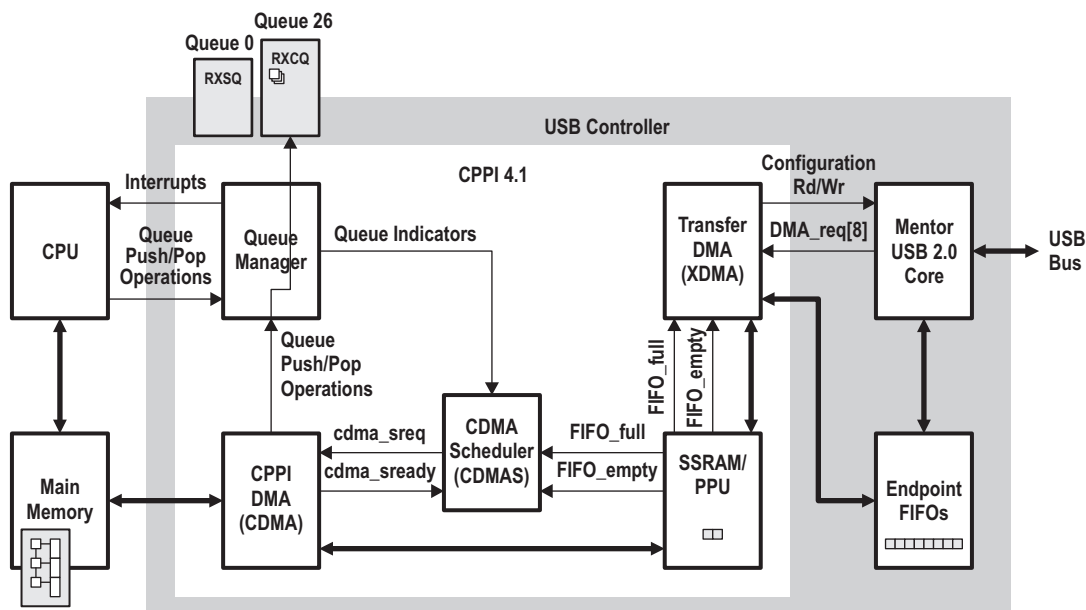 Queue 26
Queue 0
RXSQ
RXCQ
USB Controller
CPPI 4.1
Interrupts
Queue
Push/Pop
Operations
CPU
Queue
Manager
Queue Indicators
Queue
Push/Pop
Operations
Configuration
Rd/Wr
Transfer
DMA
(XDMA)
DMA_req[8]
Mentor
USB 2.0
Core
USB
Bus
FIFO_full
FIFO_empty
Main
Memory
CPPI
DMA
(CDMA)
cdma_sreq
cdma_sready
CDMA
Scheduler
(CDMAS)
FIFO_full
FIFO_empty
SSRAM/
PPU
Endpoint
FIFOs